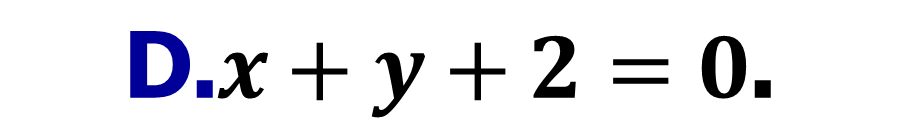 D.x + y + 2 = 0.